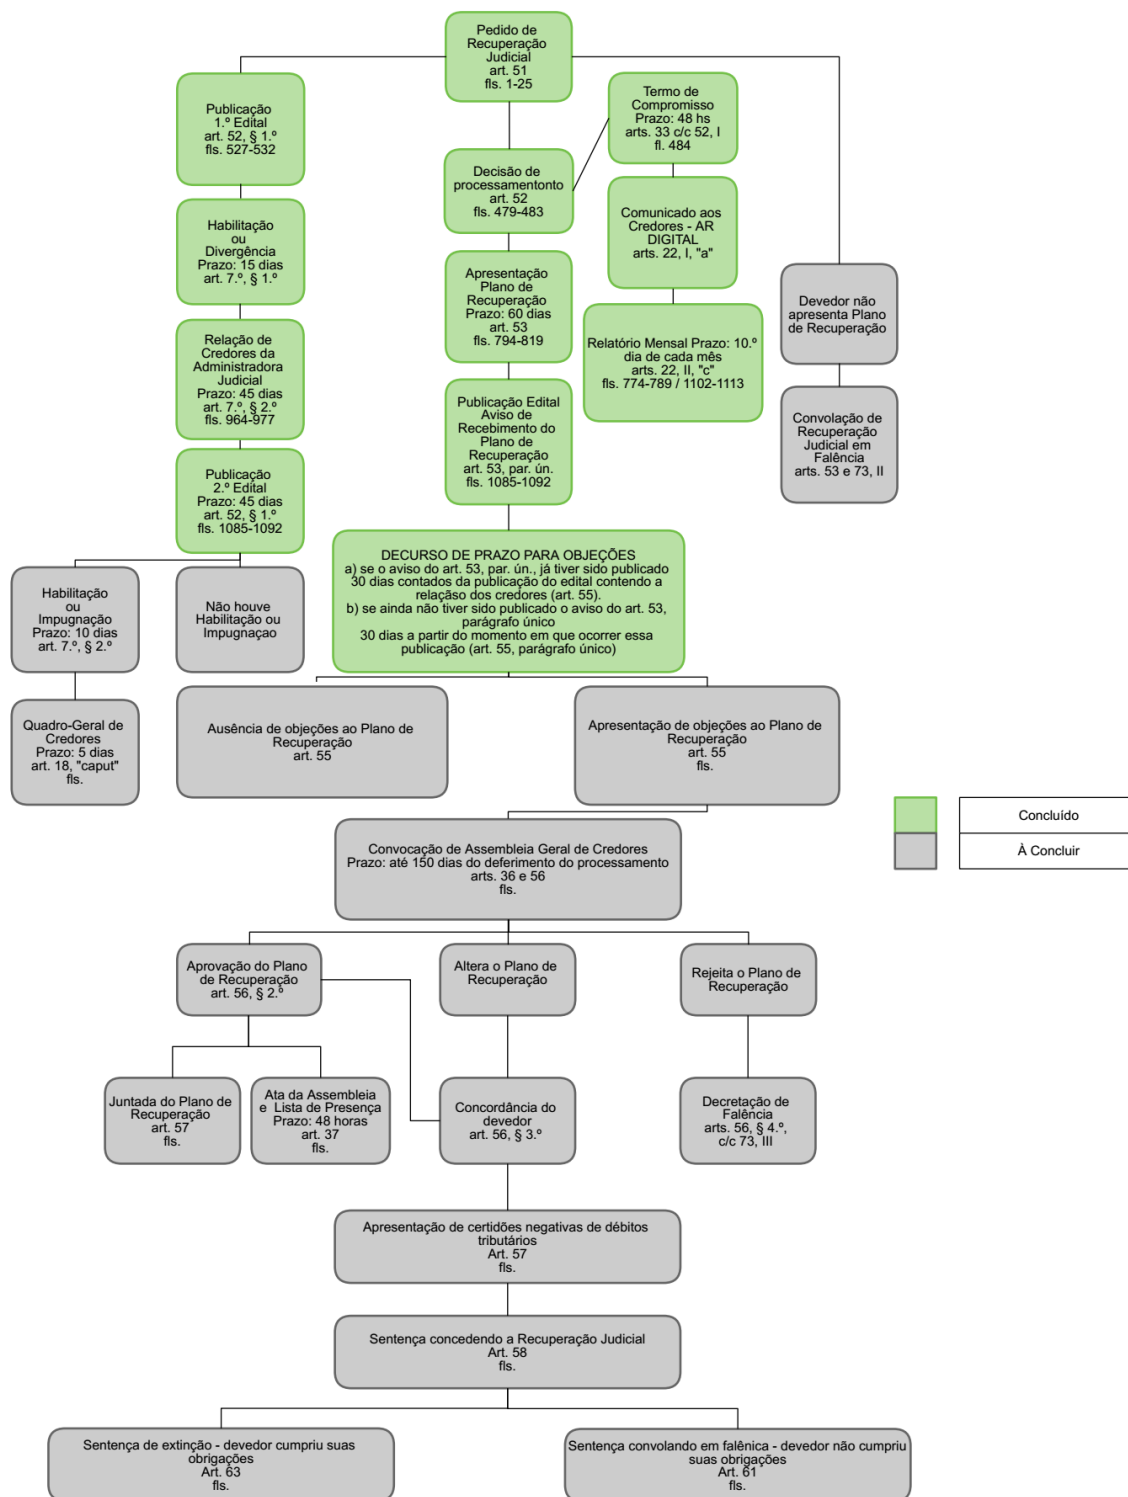 Pedido de
Recuperação
Judicial
art. 51
fls. 1-25
Publicação
1.º Edital
art. 52, § 1.º
fls. 527-532
Termo de
Compromisso
Prazo: 48 hs
arts. 33 c/c 52, I
fl. 484
Decisão de
processamentonto
art. 52
fls. 479-483
Comunicado aos
Credores - AR
DIGITAL
arts. 22, I, "a"
Habilitação
ou
Divergência
Prazo: 15 dias
art. 7.º, § 1.º
Apresentação
Plano de
Recuperação
Prazo: 60 dias
art. 53
fls. 794-819
Devedor não
apresenta Plano
de Recuperação
Relação de
Credores da
Administradora
Judicial
Prazo: 45 dias
art. 7.º, § 2.º
fls. 964-977
Relatório Mensal Prazo: 10.º
dia de cada mês
arts. 22, II, "c"
fls. 774-789 / 1102-1113
Publicação Edital
Aviso de
Recebimento do
Plano de
Recuperação
art. 53, par. ún.
fls. 1085-1092
Convolação de
Recuperação
Judicial em
Falência
arts. 53 e 73, II
Publicação
2.º Edital
Prazo: 45 dias
art. 52, § 1.º
fls. 1085-1092
DECURSO DE PRAZO PARA OBJEÇÕES
a) se o aviso do art. 53, par. ún., já tiver sido publicado
30 dias contados da publicação do edital contendo a
relaçãso dos credores (art. 55).
b) se ainda não tiver sido publicado o aviso do art. 53,
parágrafo único
30 dias a partir do momento em que ocorrer essa
publicação (art. 55, parágrafo único)
Habilitação
ou
Impugnação
Prazo: 10 dias
art. 7.º, § 2.º
Não houve
Habilitação ou
Impugnaçao
Quadro-Geral de
Credores
Prazo: 5 dias
art. 18, "caput"
fls.
Ausência de objeções ao Plano de
Recuperação
art. 55
Apresentação de objeções ao Plano de
Recuperação
art. 55
fls.
Concluído
À Concluir
Convocação de Assembleia Geral de Credores
Prazo: até 150 dias do deferimento do processamento
arts. 36 e 56
fls.
Aprovação do Plano
de Recuperação
art. 56, § 2.º
Altera o Plano de
Recuperação
Rejeita o Plano de
Recuperação
Juntada do Plano de
Recuperação
art. 57
fls.
Ata da Assembleia
e Lista de Presença
Prazo: 48 horas
art. 37
fls.
Concordância do
devedor
art. 56, § 3.º
Decretação de
Falência
arts. 56, § 4.º,
c/c 73, III
Apresentação de certidões negativas de débitos
tributários
Art. 57
fls.
Sentença concedendo a Recuperação Judicial
Art. 58
fls.
Sentença de extinção - devedor cumpriu suas
obrigações
Art. 63
fls.
Sentença convolando em falênica - devedor não cumpriu
suas obrigações
Art. 61
fls.